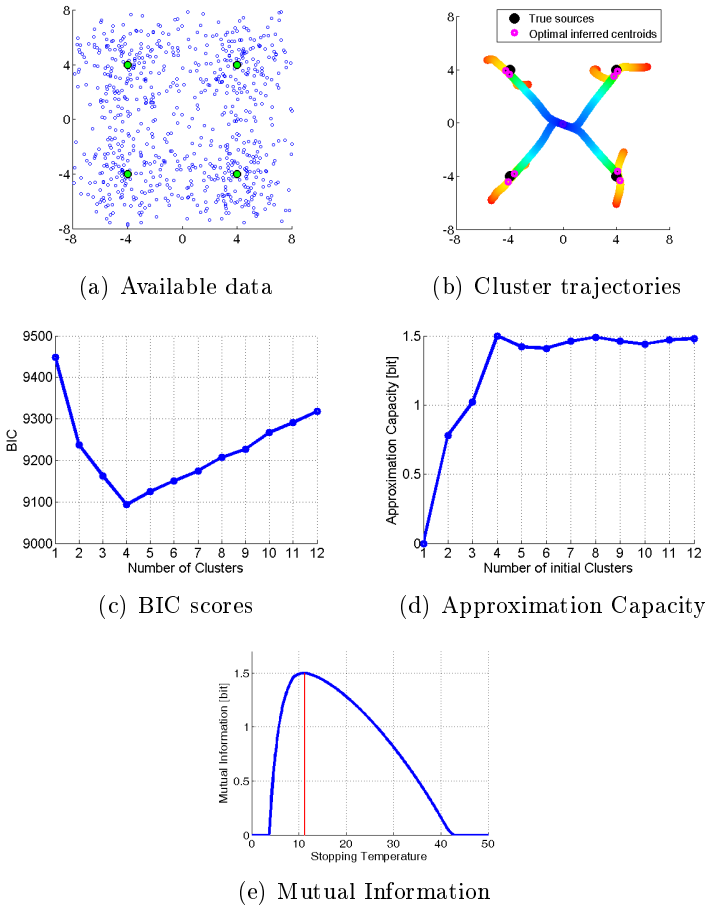 8
4
0
-4
-8
-8 -4 0 4 8
(a) Available data
True sources
Optimal inferred centroids
8
4
0
-4
-8
-8 -4 0 4 8
(b) Cluster trajectories
9500
9400
9300
9200
9100
9000
BIC
1 2 3 4 5 6 7 8 9 10 11 12
Number of Clusters
(c) BIC scores
1.5
1
0.5
0
Approximation Capacity [bit]
1 2 3 4 5 6 7 8 9 10 11 12
Number of initial Clusters
(d) Approximation Capacity
1.5
1
0.5
0
Mutual Information [bit]
0 10 20 30 40 50
Stopping Temperature
(e) Mutual Information